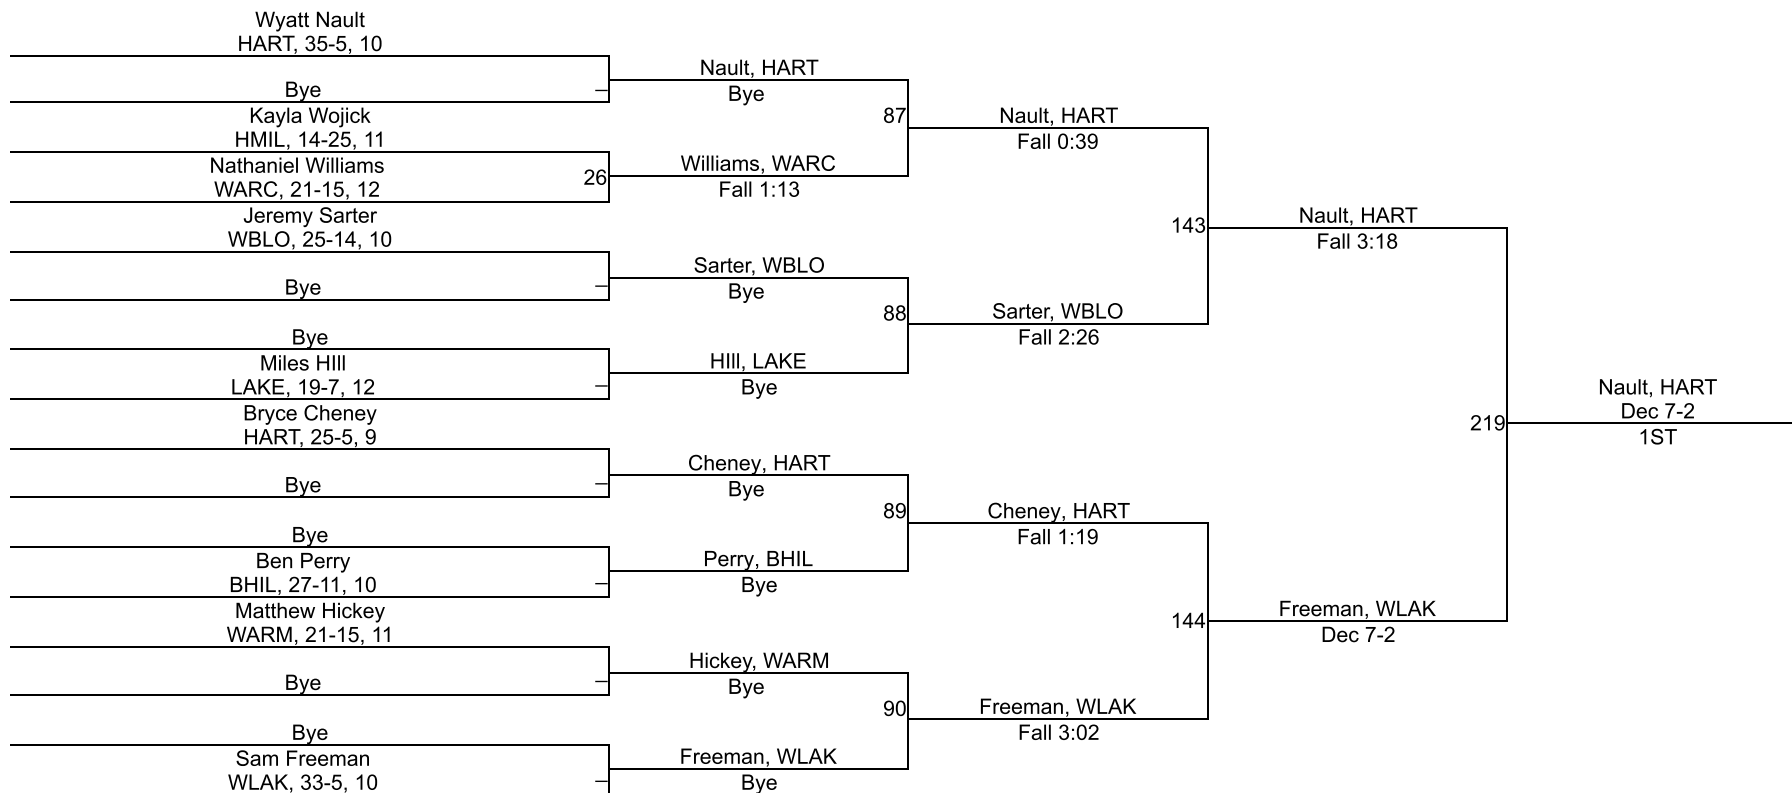 Wyatt Nault
HART, 35-5, 10
Bye
Kayla Wojick
HMIL, 14-25, 11
Nathaniel Williams
WARC, 21-15, 12
Jeremy Sarter
WBLO, 25-14, 10
Bye
Bye
Miles HIll
LAKE, 19-7, 12
Bryce Cheney
HART, 25-5, 9
Bye
Bye
Ben Perry
BHIL, 27-11, 10
Matthew Hickey
WARM, 21-15, 11
Bye
Bye
Sam Freeman
WLAK, 33-5, 10
–
26
–
–
–
–
–
–
Nault, HART
Bye
Williams, WARC
Fall 1:13
Sarter, WBLO
Bye
HIll, LAKE
Bye
Cheney, HART
Bye
Perry, BHIL
Bye
Hickey, WARM
Bye
Freeman, WLAK
Bye
87
88
89
90
Nault, HART
Fall 0:39
Sarter, WBLO
Fall 2:26
Cheney, HART
Fall 1:19
Freeman, WLAK
Fall 3:02
143
144
Nault, HART
Fall 3:18
Freeman, WLAK
Dec 7-2
219
Nault, HART
Dec 7-2
1ST